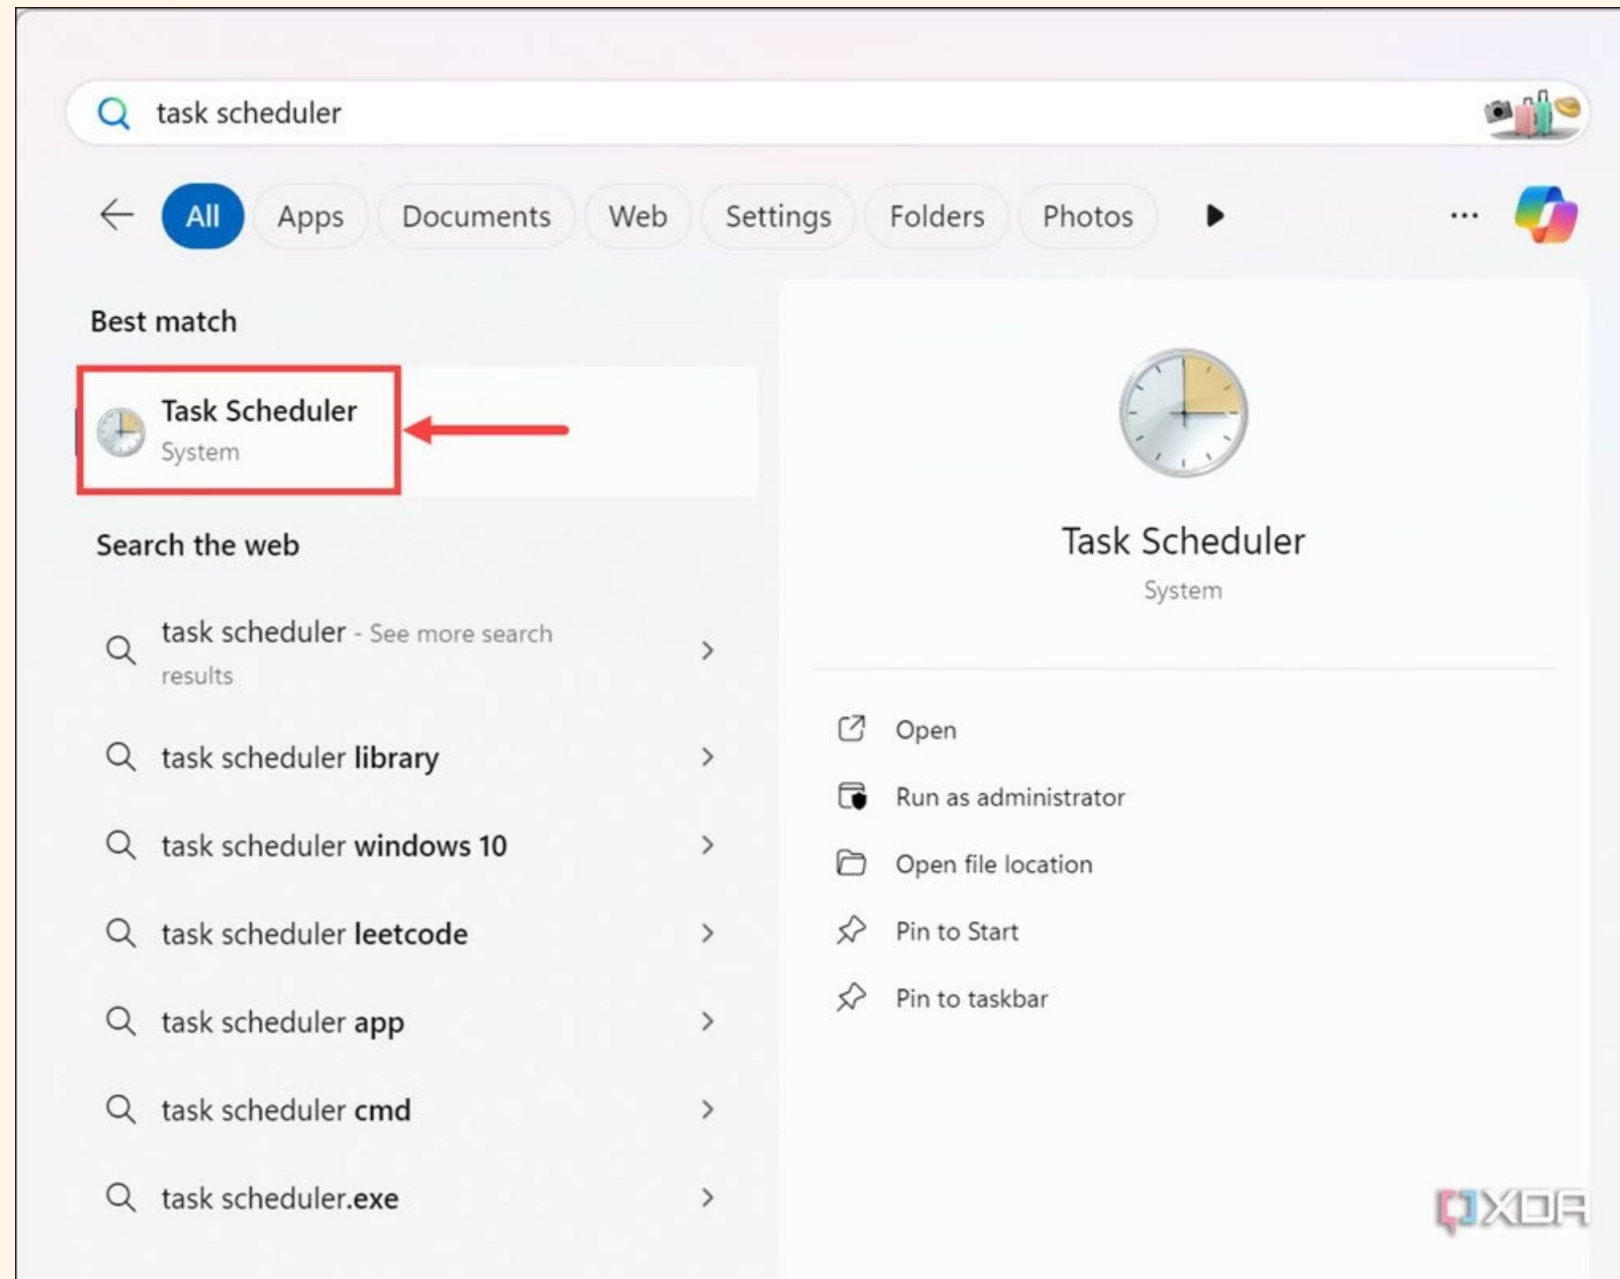 task scheduler
All Apps Documents Web Settings Folders Photos
Best match
Task Scheduler
System
Search the web
task scheduler - See more search
results
task scheduler library
task scheduler windows 10
task scheduler leetcode
task scheduler app
task scheduler cmd
task scheduler.exe
Task Scheduler
System
Open
Run as administrator
Open file location
Pin to Start
Pin to taskbar
XDA